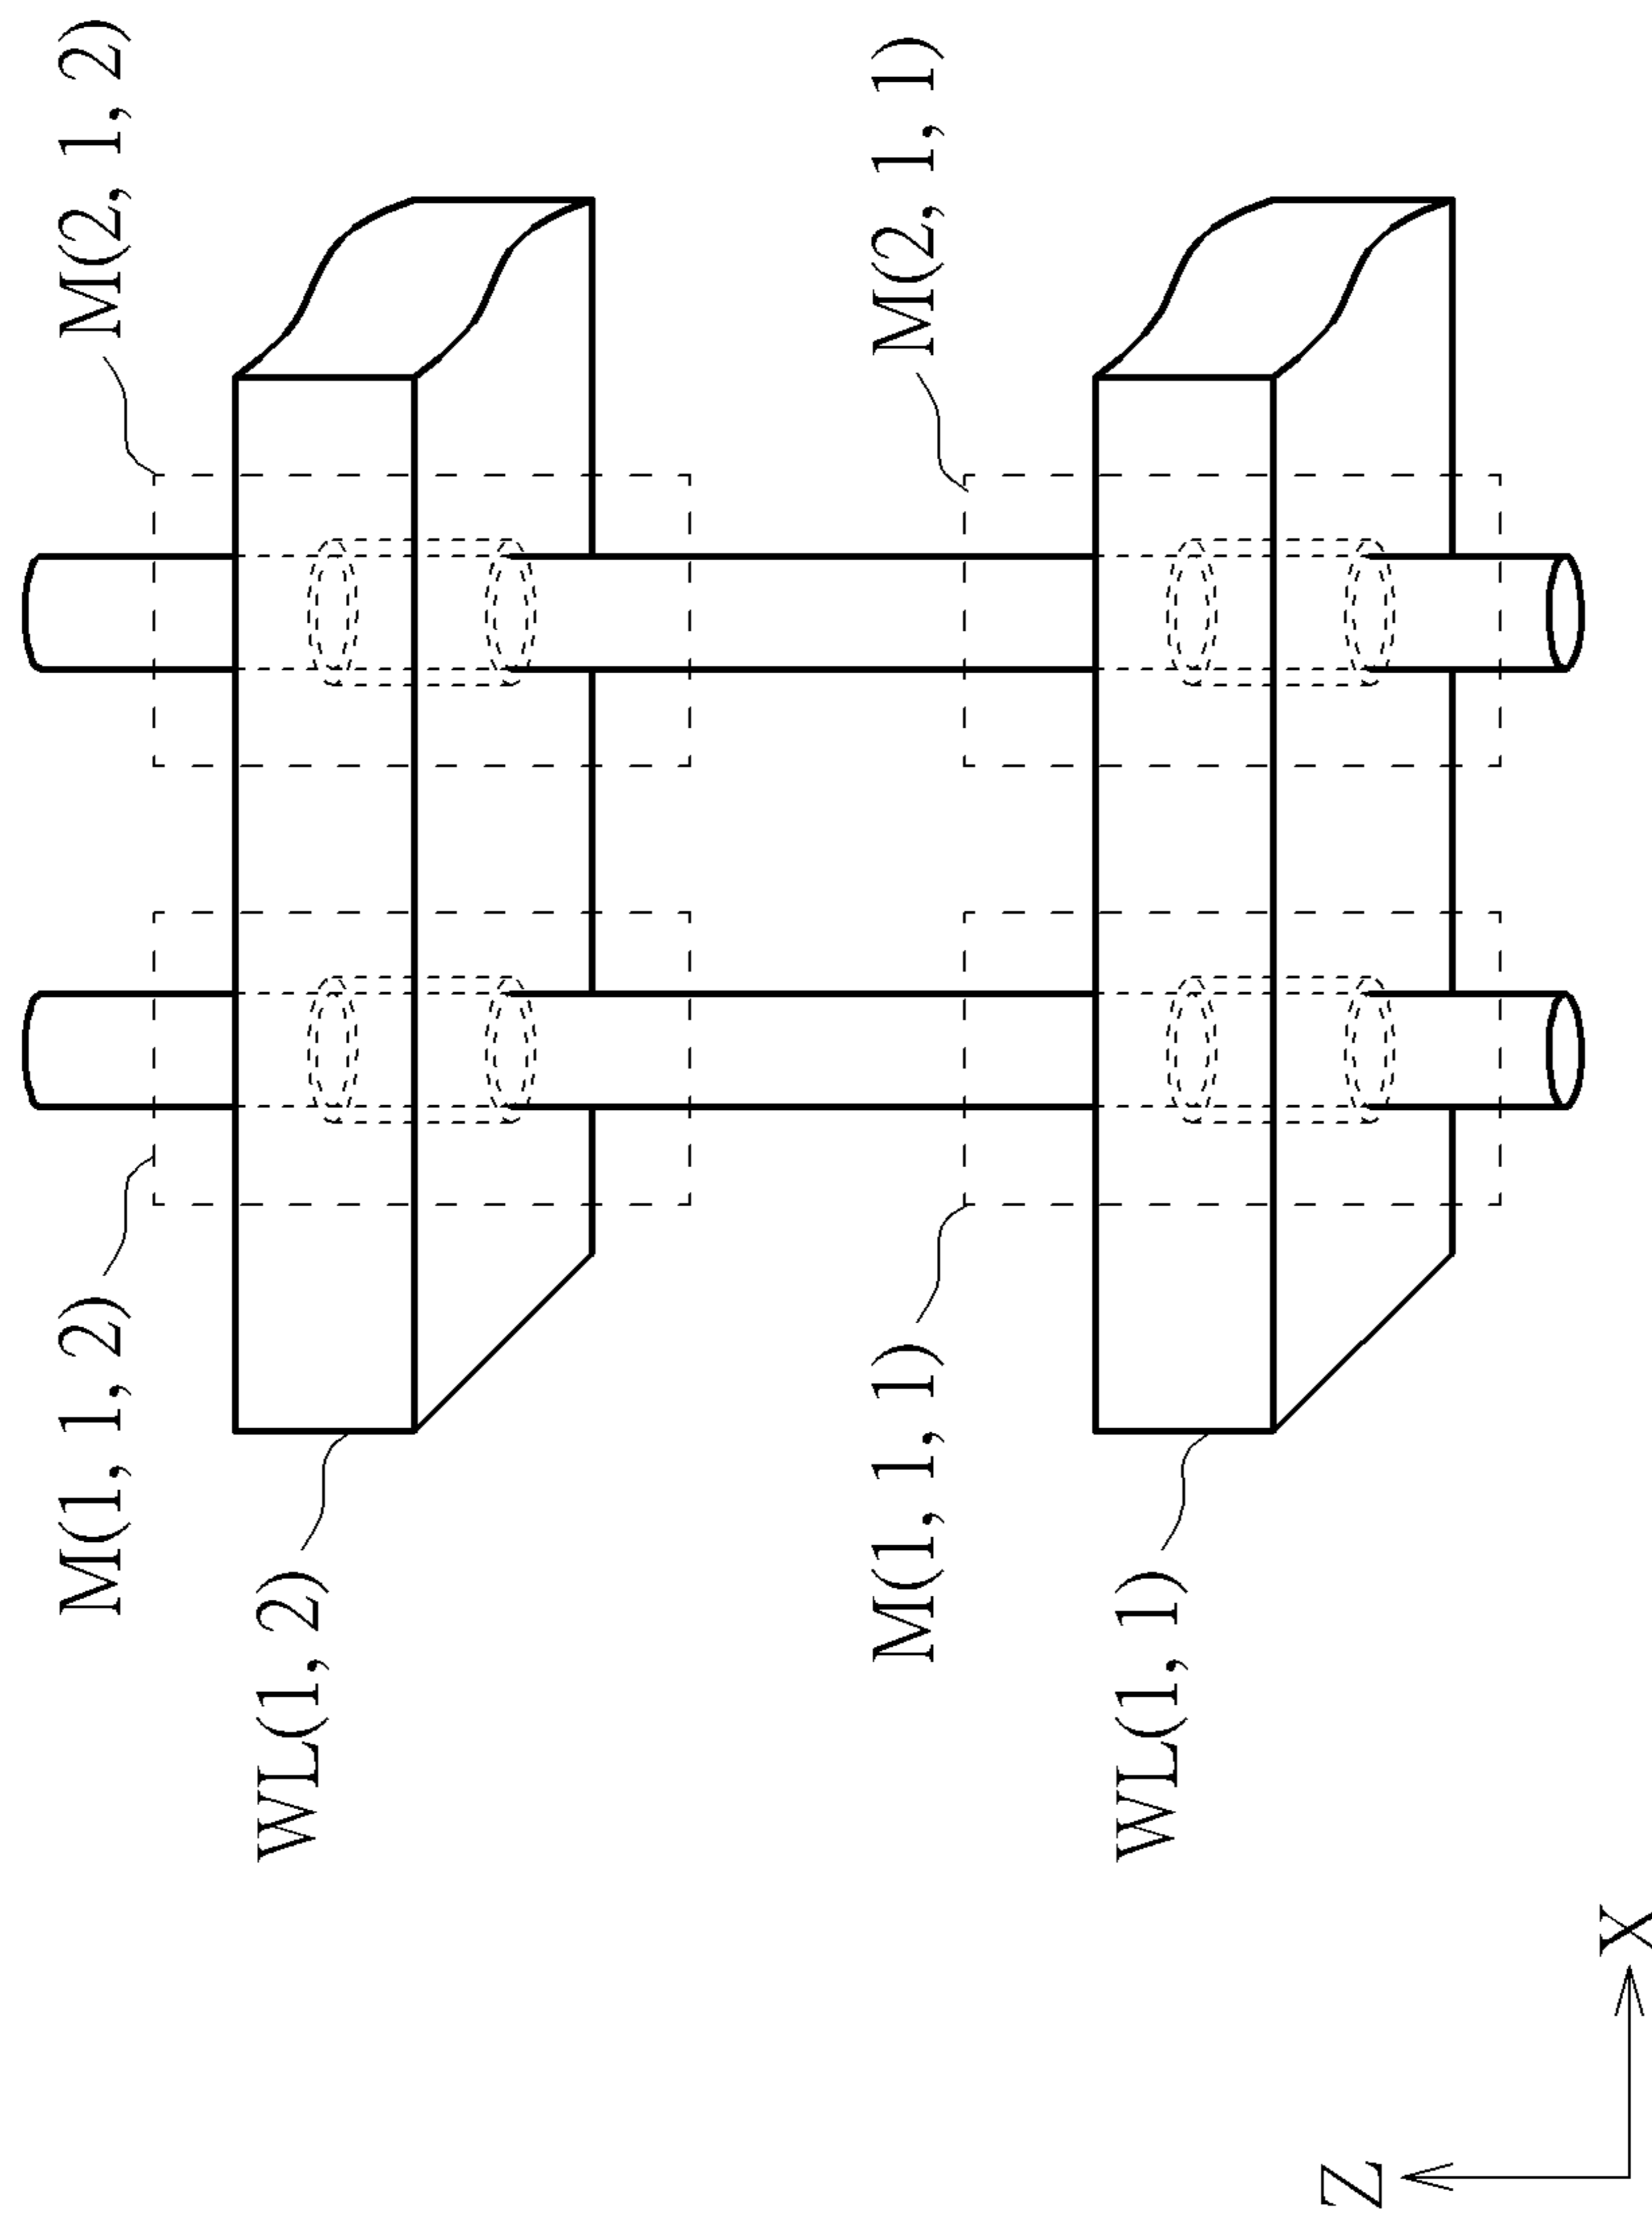 M(1, 1, 2)
M(2, 1, 2)
WL(1, 2)
M(1, 1, 1)
M(2, 1, 1)
WL(1, 1)
Z
X